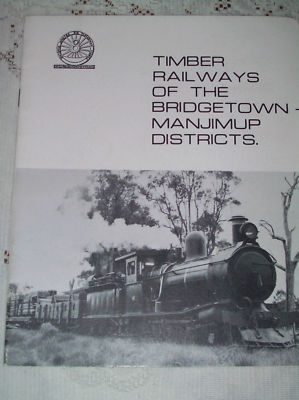 TIMBER
RAILWAYS
OF THE
BRIDGETOWN -
MANJIMUP
DISTRICTS.